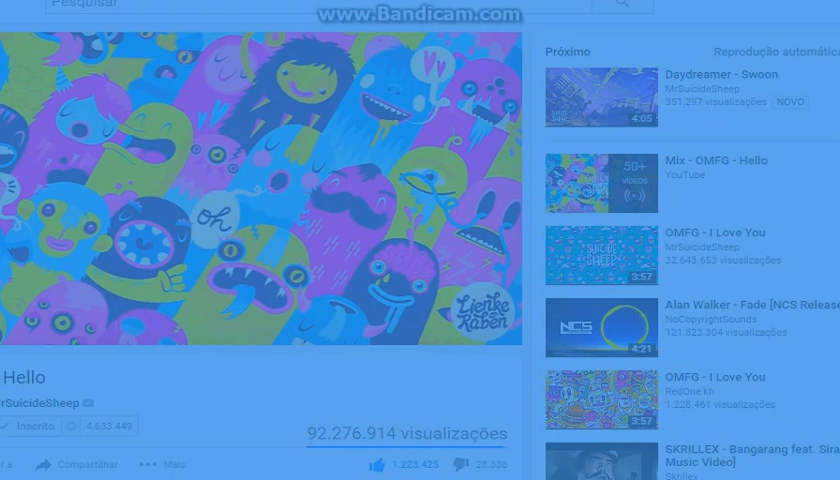 www.Bandicam.com
Pesquisar
oh
Lienke
Raben
Hello
rSuicideSheep
Inscrito 4.633.449
92.276.914 visualizações
Compartilhar
Mais
1.223.425
28.338
Próximo
Reprodução automática
Daydreamer - Swoon
MrSuicideSheep
351.297 visualizações NOVO
4:05
Mix - OMFG - Hello
YouTube
50+
VÍDEOS
OMFG - I Love You
MrSuicideSheep
32.643.653 visualizações
SUICIDE
SHEEP
3:57
Alan Walker - Fade [NCS Release
NoCopyrightSounds
121.823.304 visualizações
NCS
4:21
OMFG - I Love You
RedOne kh
1.228.461 visualizações
3:57
SKRILLEX - Bangarang feat. Sira
Music Video]
Skrillex